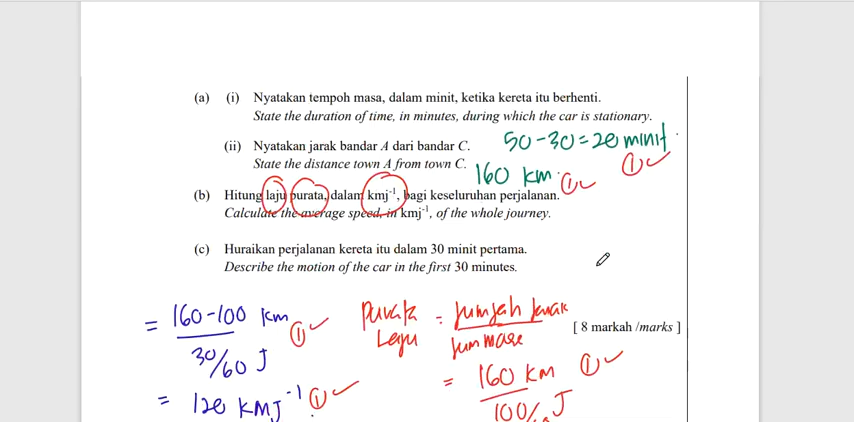 (a) (i) Nyatakan tempoh masa, dalam minit, ketika kereta itu berhenti.
State the duration of time, in minutes, during which the car is stationary.
50-30=20 minit
(ii) Nyatakan jarak bandar A dari bandar C.
State the distance town A from town C.
160 km.
(b) Hitung laju purata, dalam kmj⁻¹, bagi keseluruhan perjalanan.
Calculate the average speed, in kmj⁻¹, of the whole journey.
(c) Huraikan perjalanan kereta itu dalam 30 minit pertama.
Describe the motion of the car in the first 30 minutes.
[ 8 markah /marks ]
= 160-100 km ①✓
30/60 J
= 120 KMJ⁻¹ ①✓
Purata Laju = Jumlah Jarak
Jum masa
= 160 KM ①✓
J